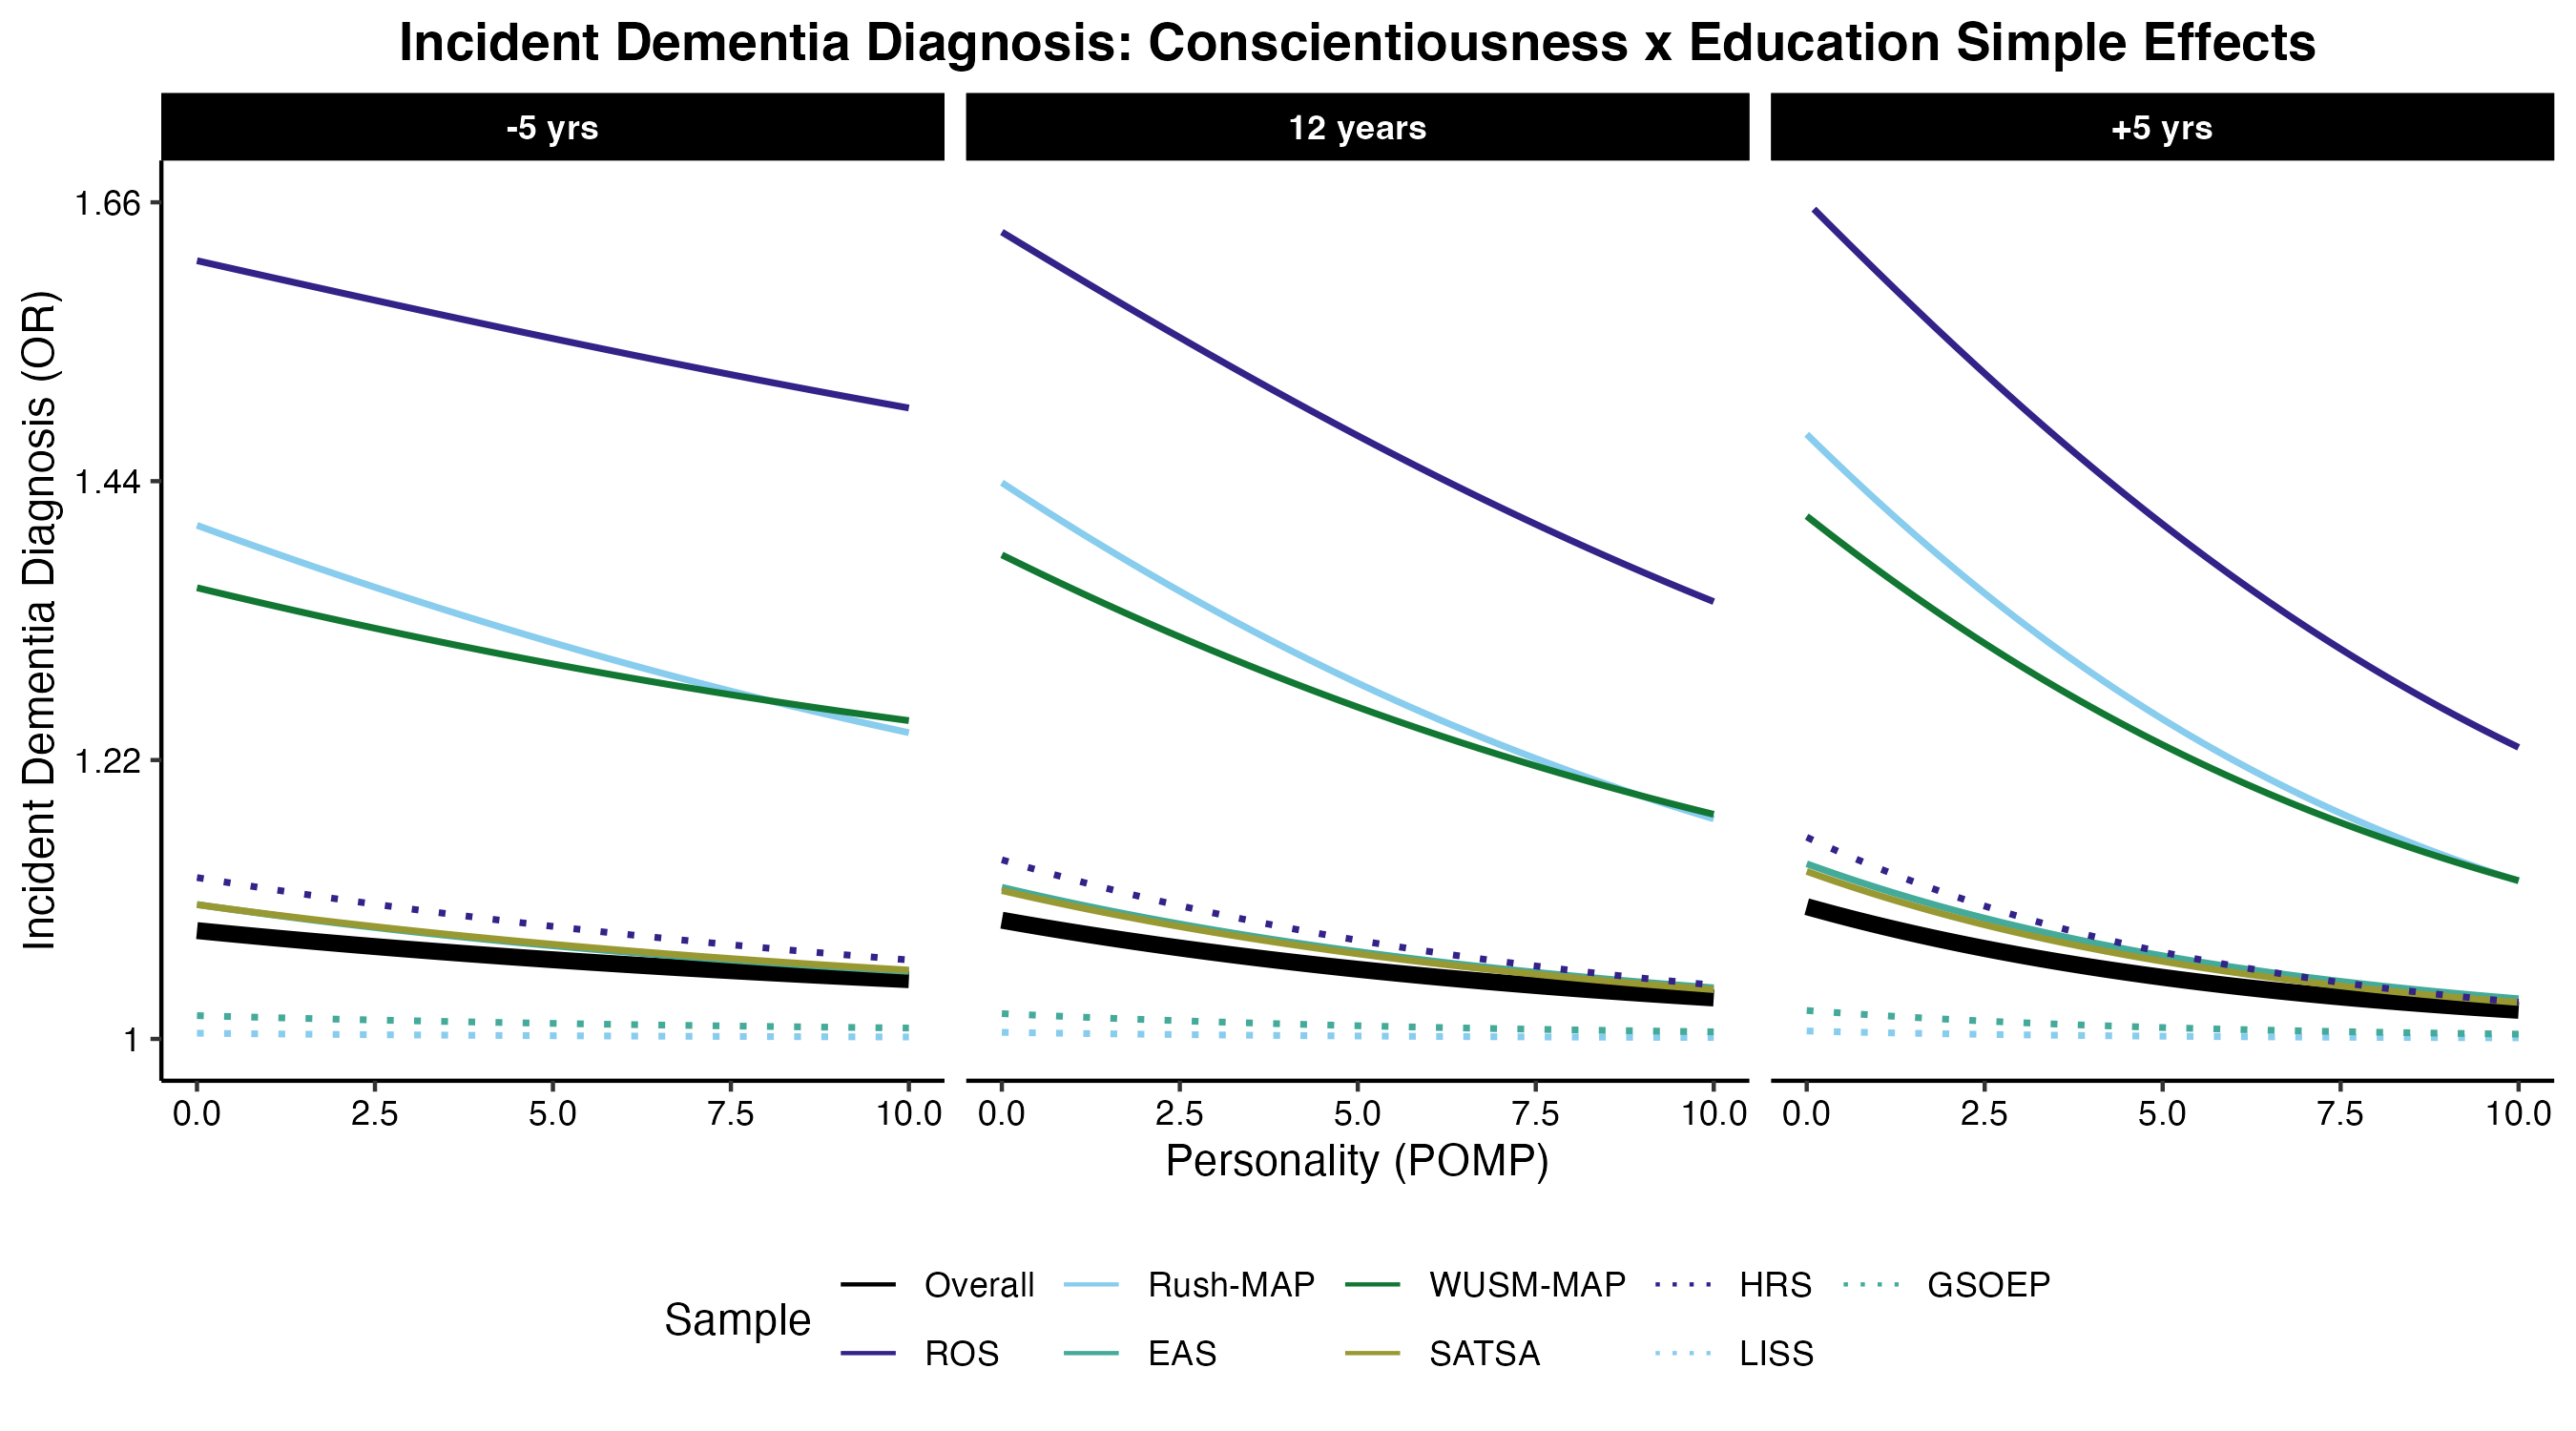 Incident Dementia Diagnosis: Conscientiousness x Education Simple Effects
-5 yrs
12 years
+5 yrs
Incident Dementia Diagnosis (OR)
1.66
1.44
1.22
1
0.0 2.5 5.0 7.5 10.0
0.0 2.5 5.0 7.5 10.0
0.0 2.5 5.0 7.5 10.0
Personality (POMP)
Sample
Overall Rush-MAP WUSM-MAP HRS GSOEP
ROS EAS SATSA LISS